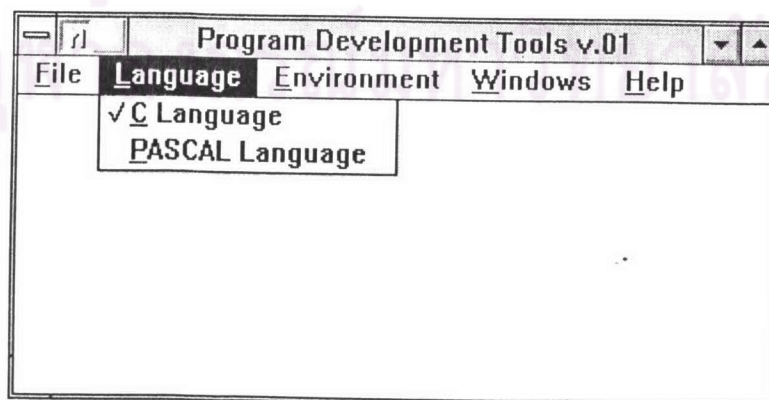 Program Development Tools v.01
File Language Environment Windows Help
√ C Language
PASCAL Language